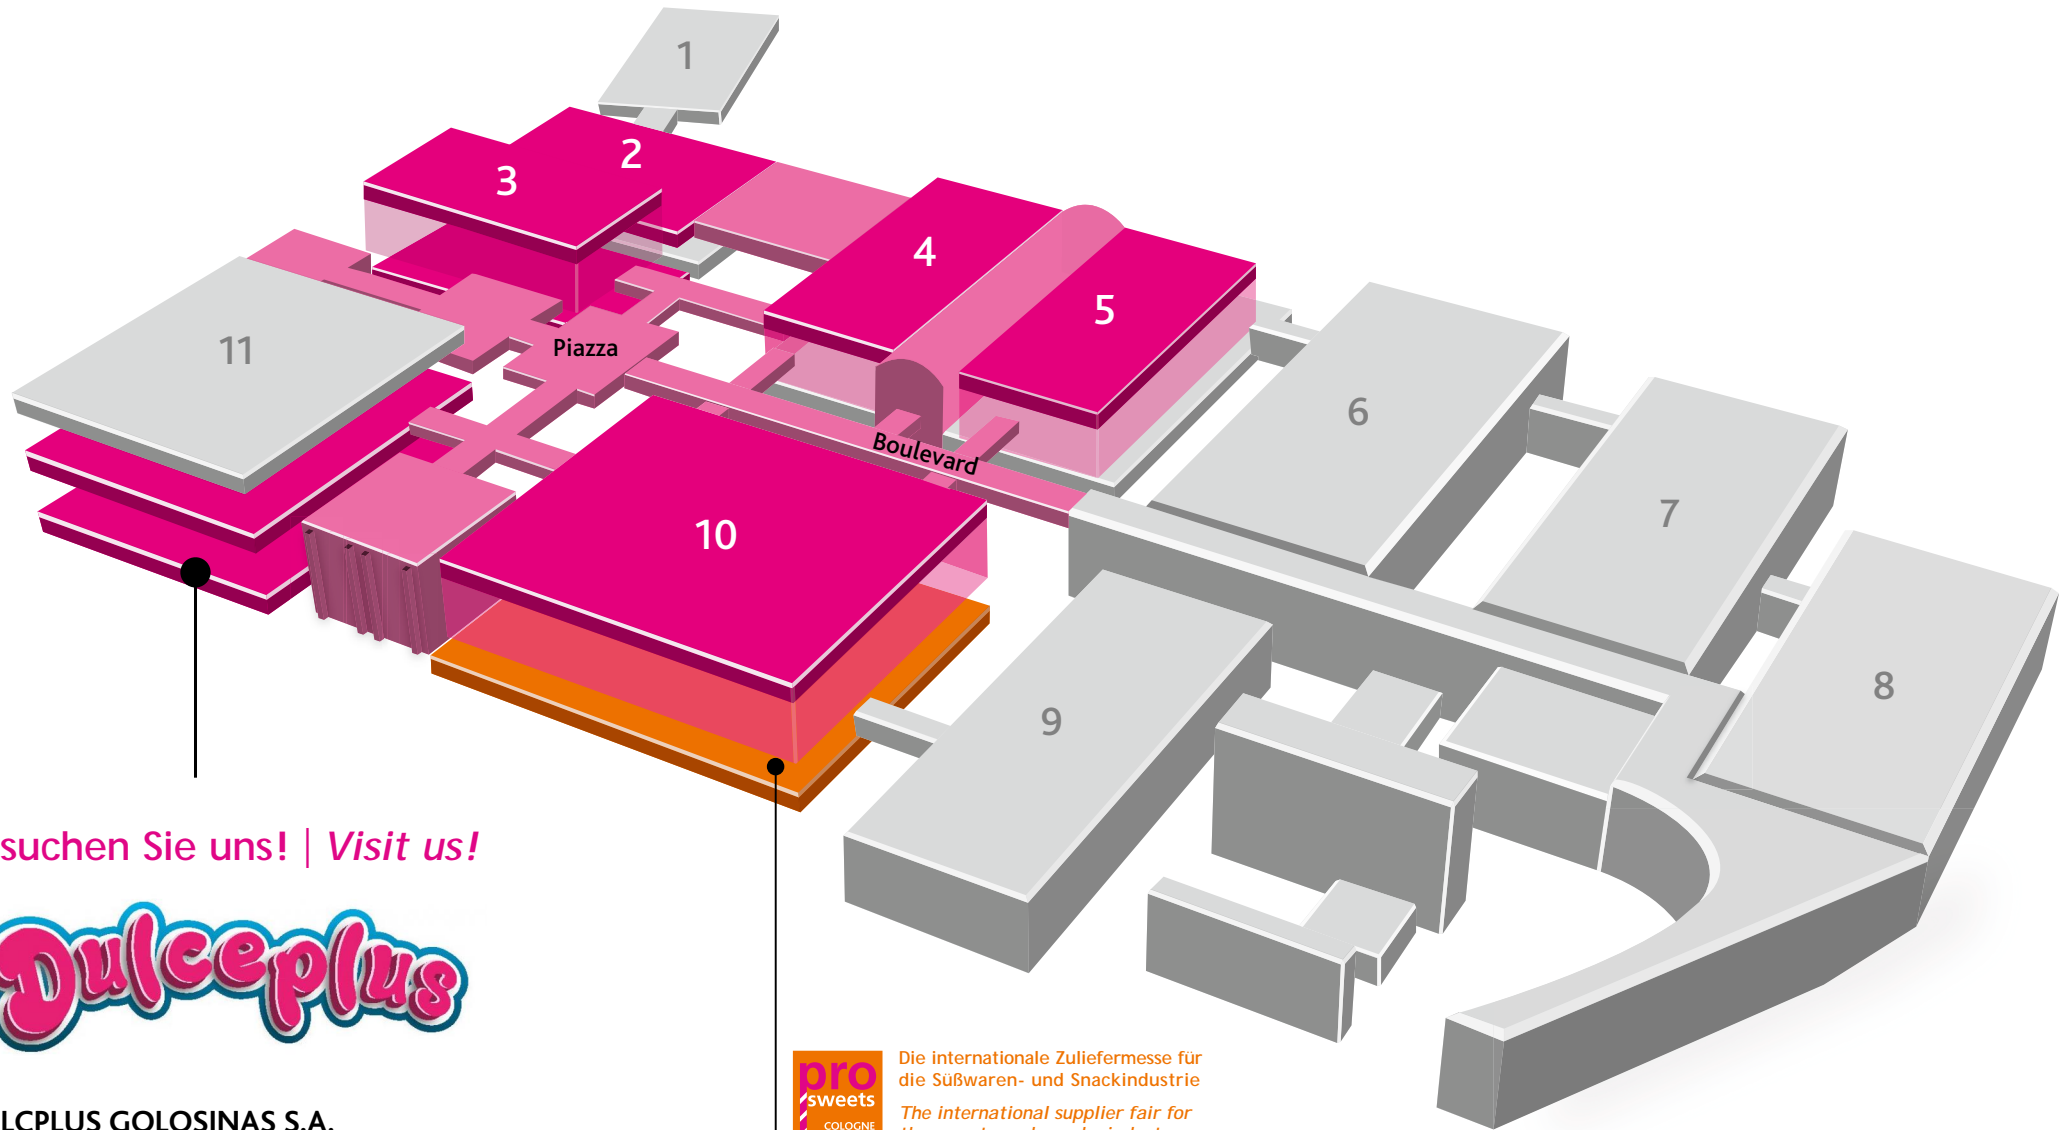 1
2
3
4
5
11
Piazza
6
Boulevard
7
10
8
9
suchen Sie uns! | Visit us!
Dulceplus
LCPLUS GOLOSINAS S.A.
pro
sweets
COLOGNE
Die internationale Zuliefermesse für
die Süßwaren- und Snackindustrie
The international supplier fair for